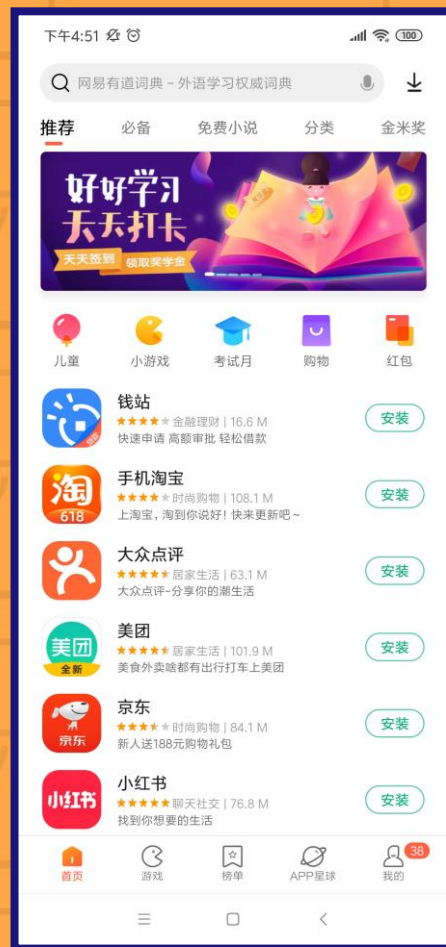 下午4:51
100
网易有道词典 - 外语学习权威词典
推荐 必备 免费小说 分类 金米奖
好好学习
天天打卡
天天签到 领取奖学金
儿童 小游戏 考试月 购物 红包
钱站
金融理财 | 16.6 M
快速申请 高额审批 轻松借款
安装
手机淘宝
淘
618
时尚购物 | 108.1 M
上淘宝，淘到你说好！快来更新吧~
安装
大众点评
居家生活 | 63.1 M
大众点评-分享你的潮生活
安装
美团
美团
全新
居家生活 | 101.9 M
美食外卖啥都有出行打车上美团
安装
京东
京东
时尚购物 | 84.1 M
新人送188元购物礼包
安装
小红书
小红书
聊天社交 | 76.8 M
找到你想要的生活
安装
38
首页 游戏 榜单 APP星球 我的